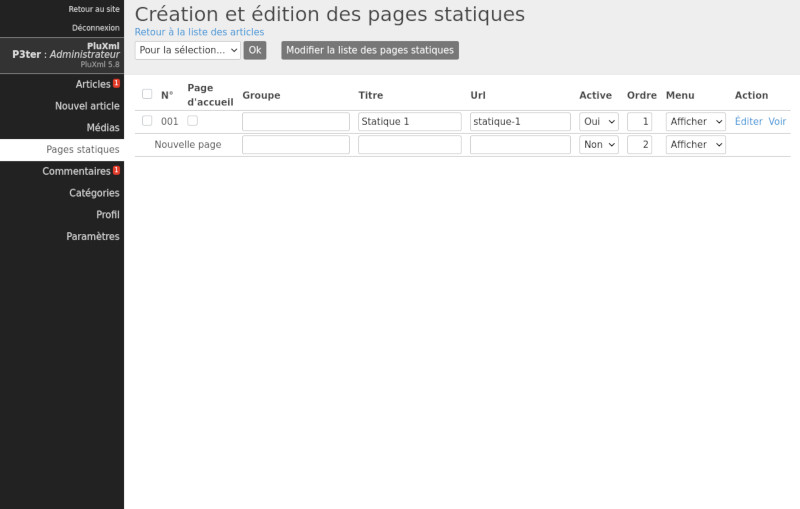 Retour au site
Déconnexion
PluXml
P3ter : Administrateur
PluXml 5.8
Articles 1
Nouvel article
Médias
Pages statiques
Commentaires 1
Catégories
Profil
Paramètres
Création et édition des pages statiques
Retour à la liste des articles
Pour la sélection... Ok Modifier la liste des pages statiques
N° Page d'accueil Groupe Titre Url Active Ordre Menu Action
001 Statique 1 statique-1 Oui 1 Afficher Éditer Voir
Nouvelle page Non 2 Afficher